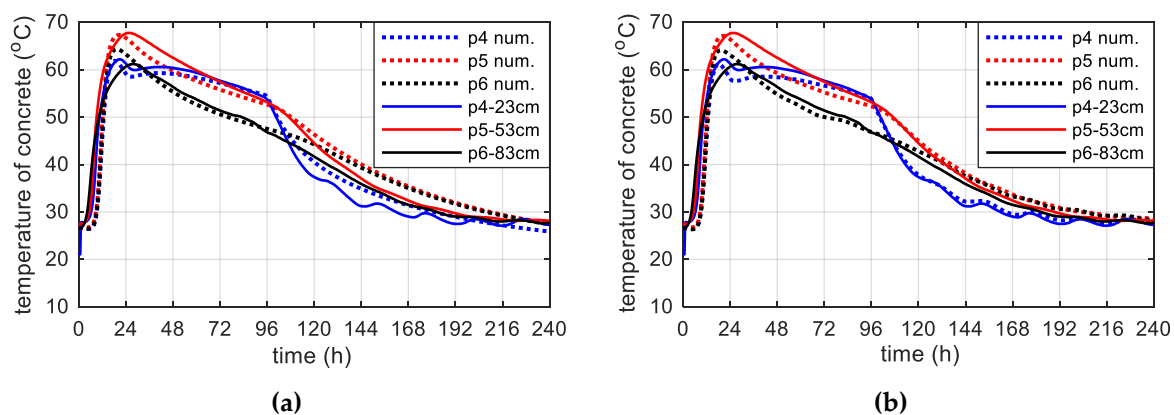 temperature of concrete (°C)
70
60
50
40
30
20
10
0 24 48 72 96 120 144 168 192 216 240
time (h)
p4 num.
p5 num.
p6 num.
p4-23cm
p5-53cm
p6-83cm
(a)
temperature of concrete (°C)
70
60
50
40
30
20
10
0 24 48 72 96 120 144 168 192 216 240
time (h)
p4 num.
p5 num.
p6 num.
p4-23cm
p5-53cm
p6-83cm
(b)